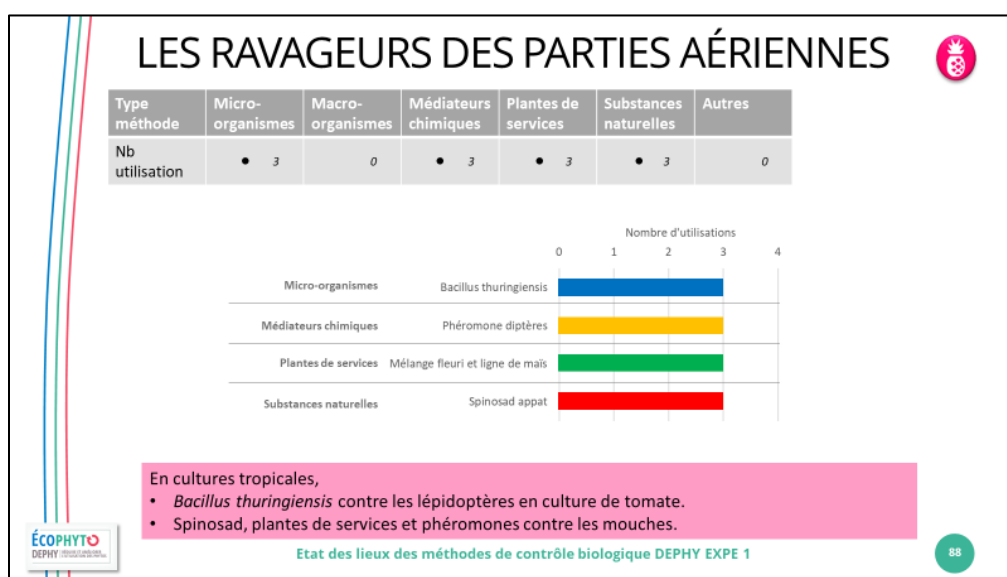 LES RAVAGEURS DES PARTIES AÉRIENNES
Type méthode Micro-organismes Macro-organismes Médiateurs chimiques Plantes de services Substances naturelles Autres
Nb utilisation • 3 0 • 3 • 3 • 3 0
Nombre d'utilisations
0 1 2 3 4
Micro-organismes Bacillus thuringiensis
Médiateurs chimiques Phéromone diptères
Plantes de services Mélange fleuri et ligne de maïs
Substances naturelles Spinosad appat
En cultures tropicales,
• Bacillus thuringiensis contre les lépidoptères en culture de tomate.
• Spinosad, plantes de services et phéromones contre les mouches.
ÉCOPHYTO
DEPHY
Etat des lieux des méthodes de contrôle biologique DEPHY EXPE 1
88